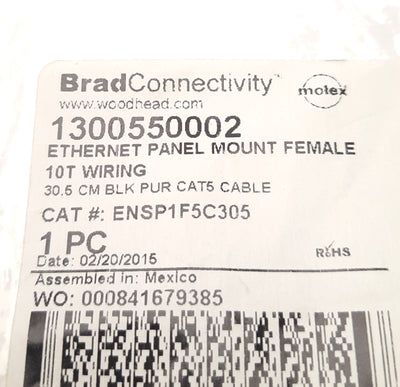 BradConnectivity™
molex
www.woodhead.com
1300550002
ETHERNET PANEL MOUNT FEMALE
10T WIRING
30.5 CM BLK PUR CAT5 CABLE
CAT #: ENSP1F5C305
1 PC
Date: 02/20/2015
RoHS
Assembled in: Mexico
WO: 000841679385